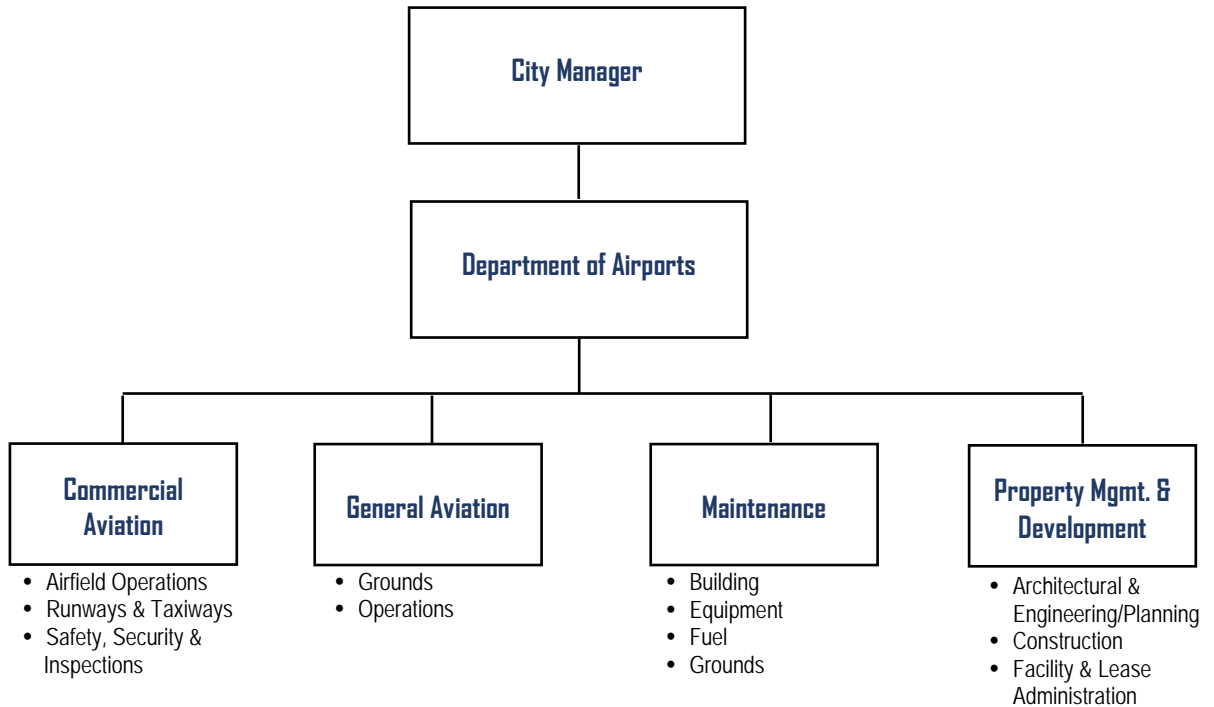 City Manager
Department of Airports
Commercial
Aviation
• Airfield Operations
• Runways & Taxiways
• Safety, Security &
Inspections
General Aviation
• Grounds
• Operations
Maintenance
• Building
• Equipment
• Fuel
• Grounds
Property Mgmt. &
Development
• Architectural &
Engineering/Planning
• Construction
• Facility & Lease
Administration